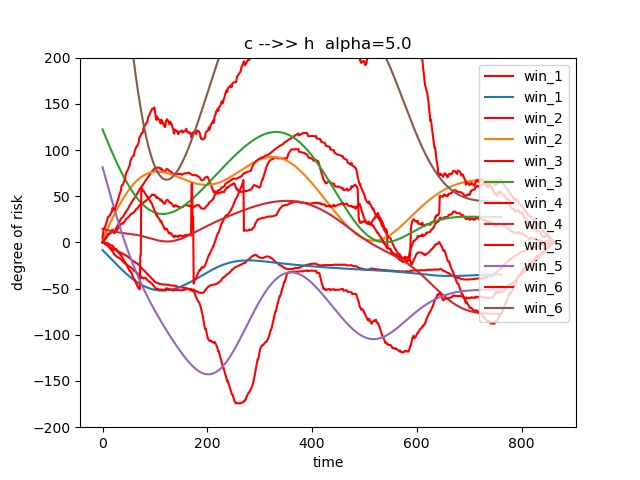 c -->> h  alpha=5.0
degree of risk
200
150
100
50
0
−50
−100
−150
−200
0
200
400
600
800
time
win_1
win_1
win_2
win_2
win_3
win_3
win_4
win_4
win_5
win_5
win_6
win_6